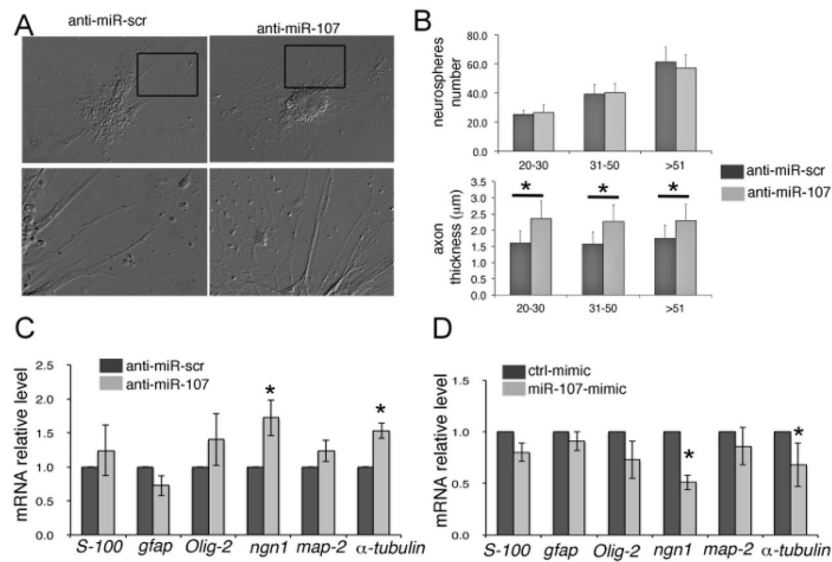 A
anti-miR-scr
anti-miR-107
B
neurospheres
number
80.0
60.0
40.0
20.0
20-30
31-50
>51
anti-miR-scr
anti-miR-107
axon
thickness (μm)
3.5
3.0
2.5
2.0
1.5
1.0
0.5
0.0
*
*
*
20-30
31-50
>51
C
mRNA relative level
2.5
2.0
1.5
1.0
0.5
0.0
anti-miR-scr
anti-miR-107
*
*
S-100
gfap
Olig-2
ngn1
map-2
α-tubulin
D
mRNA relative level
1.5
1.0
0.5
0.0
ctrl-mimic
miR-107-mimic
*
*
S-100
gfap
Olig-2
ngn1
map-2
α-tubulin